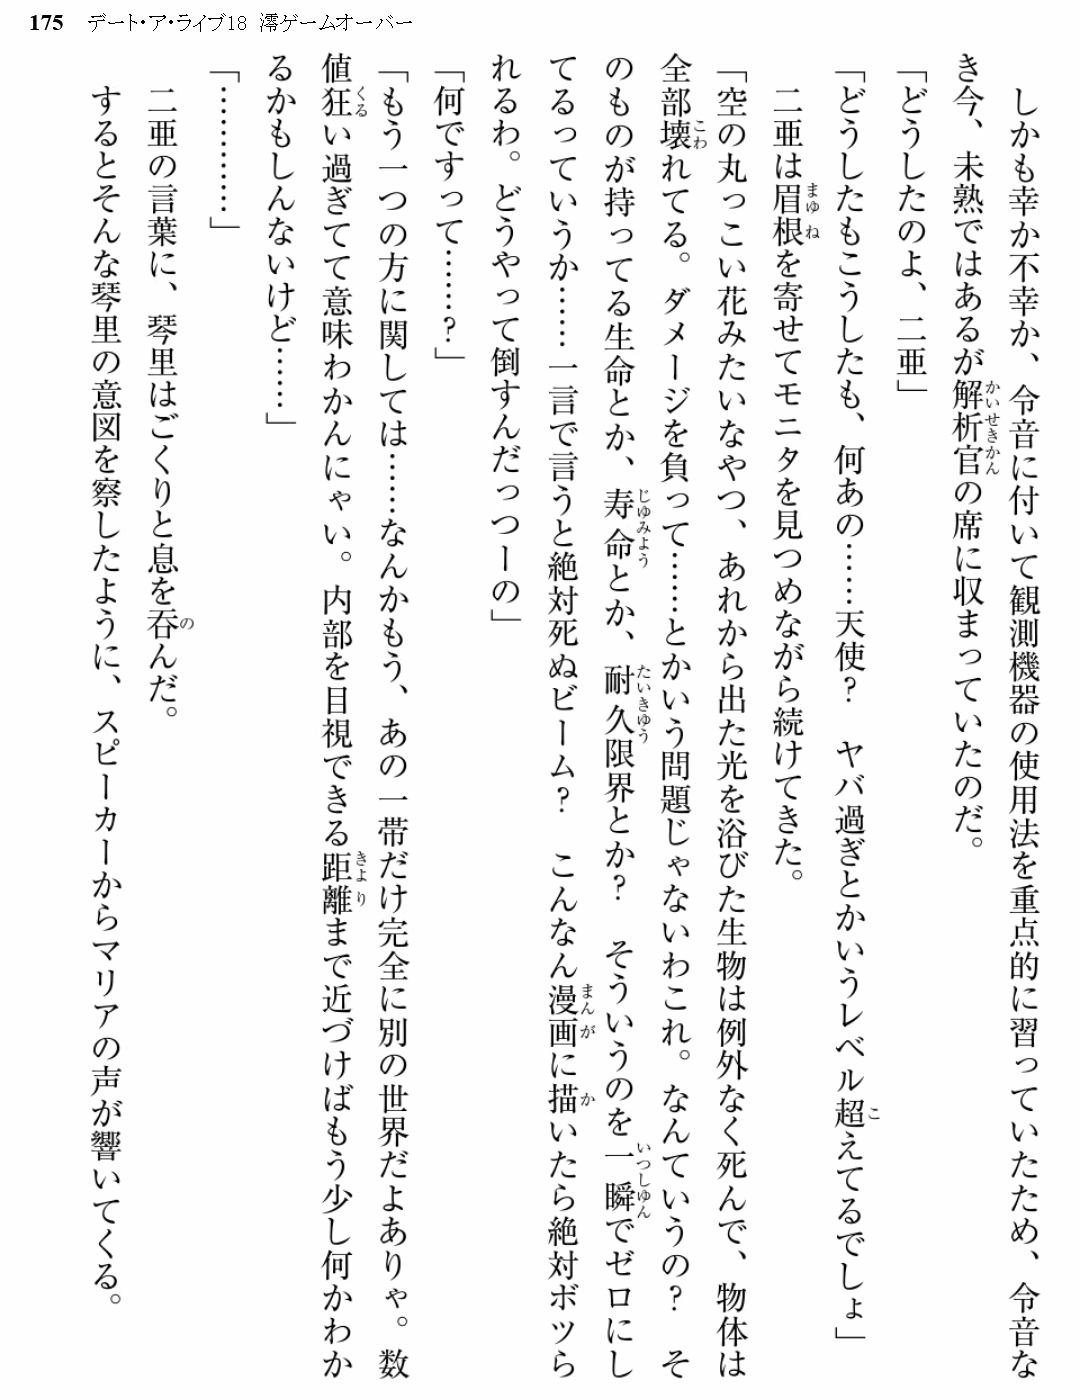 175 デート・ア・ライブ18 澪ゲームオーバー
しかも幸か不幸か、令音に付いて観測機器の使用法を重点的に習っていたため、令音な
き今、未熟ではあるが解析官の席に収まっていたのだ。
「どうしたのよ、二亜」
「どうしたもこうしたも、何あの……天使？　ヤバ過ぎとかいうレベル超えてるでしょ」
二亜は眉根を寄せてモニタを見つめながら続けてきた。
「空の丸っこい花みたいなやつ、あれから出た光を浴びた生物は例外なく死んで、物体は
全部壊れてる。ダメージを負って……とかいう問題じゃないわこれ。なんていうの？　そ
のものが持ってる生命とか、寿命とか、耐久限界とか？　そういうのを一瞬でゼロにし
てるっていうか……一言で言うと絶対死ぬビーム？　こんなん漫画に描いたら絶対ボツら
れるわ。どうやって倒すんだっつーの」
「何ですって……？」
「もう一つの方に関しては……なんかもう、あの一帯だけ完全に別の世界だよありゃ。数
値狂い過ぎてて意味わかんにゃい。内部を目視できる距離まで近づけばもう少し何かわか
るかもしんないけど……」
「…………」
二亜の言葉に、琴里はごくりと息を呑んだ。
するとそんな琴里の意図を察したように、スピーカーからマリアの声が響いてくる。